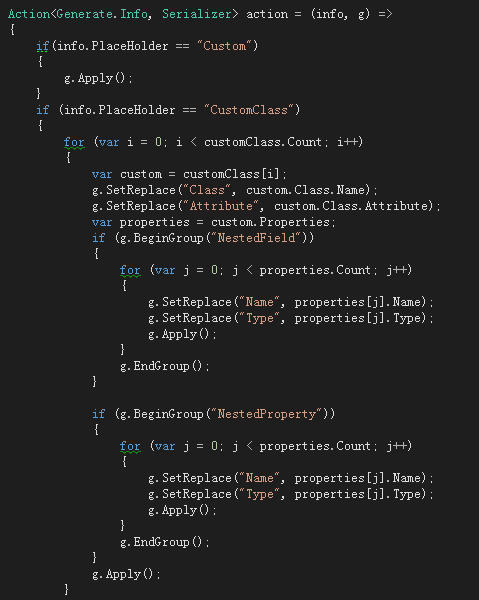 Action<Generate.Info, Serializer> action = (info, g) =>
{
    if(info.PlaceHolder == "Custom")
    {
        g.Apply();
    }
    if (info.PlaceHolder == "CustomClass")
    {
        for (var i = 0; i < customClass.Count; i++)
        {
            var custom = customClass[i];
            g.SetReplace("Class", custom.Class.Name);
            g.SetReplace("Attribute", custom.Class.Attribute);
            var properties = custom.Properties;
            if (g.BeginGroup("NestedField"))
            {
                for (var j = 0; j < properties.Count; j++)
                {
                    g.SetReplace("Name", properties[j].Name);
                    g.SetReplace("Type", properties[j].Type);
                    g.Apply();
                }
                g.EndGroup();
            }

            if (g.BeginGroup("NestedProperty"))
            {
                for (var j = 0; j < properties.Count; j++)
                {
                    g.SetReplace("Name", properties[j].Name);
                    g.SetReplace("Type", properties[j].Type);
                    g.Apply();
                }
                g.EndGroup();
            }
            g.Apply();
        }